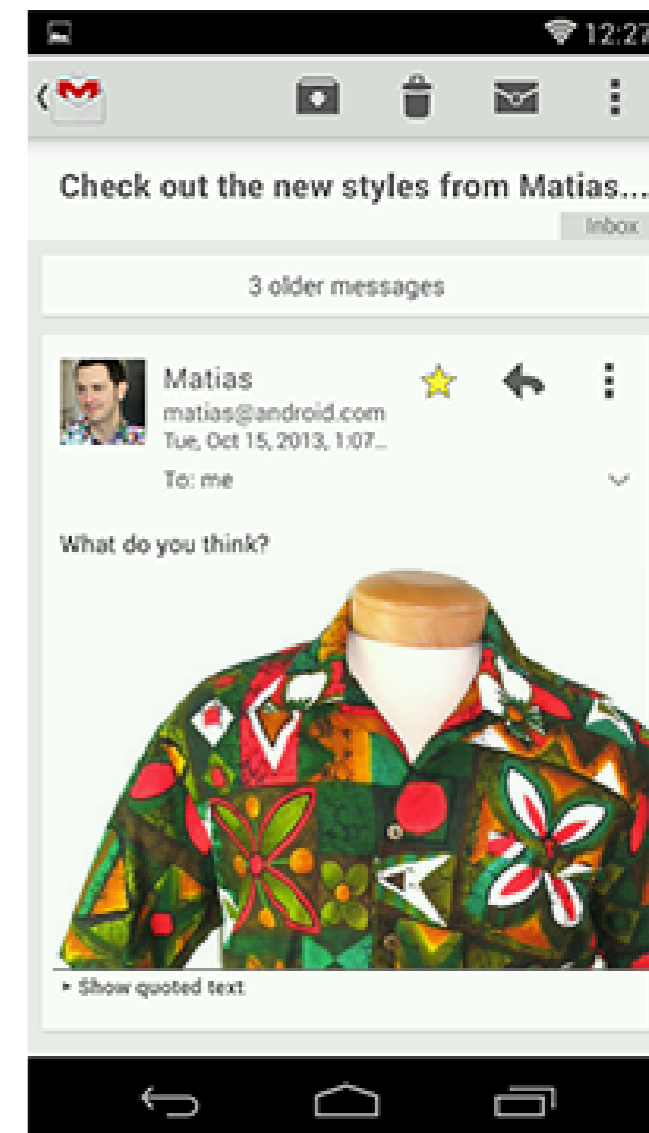 12:27
Check out the new styles from Matias...
Inbox
3 older messages
Matias
matias@android.com
Tue, Oct 15, 2013, 1:07...
To: me
What do you think?
Show quoted text